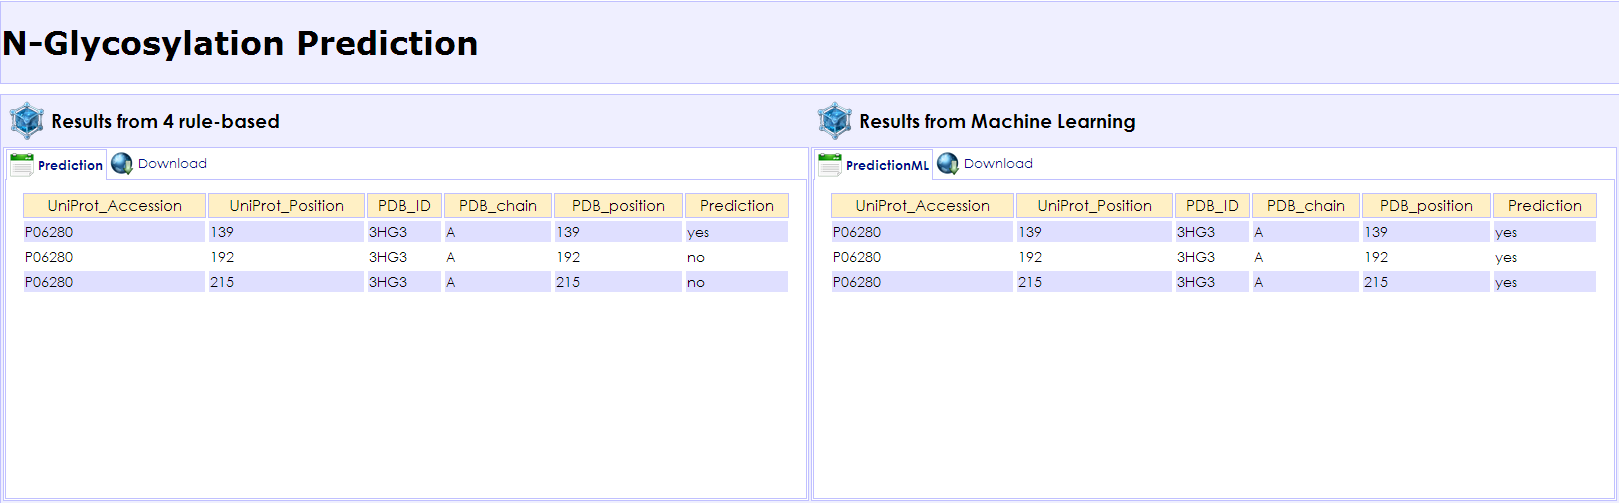 N-Glycosylation Prediction
Results from 4 rule-based
Prediction Download
UniProt_Accession UniProt_Position PDB_ID PDB_chain PDB_position Prediction
P06280 139 3HG3 A 139 yes
P06280 192 3HG3 A 192 no
P06280 215 3HG3 A 215 no
Results from Machine Learning
PredictionML Download
UniProt_Accession UniProt_Position PDB_ID PDB_chain PDB_position Prediction
P06280 139 3HG3 A 139 yes
P06280 192 3HG3 A 192 yes
P06280 215 3HG3 A 215 yes